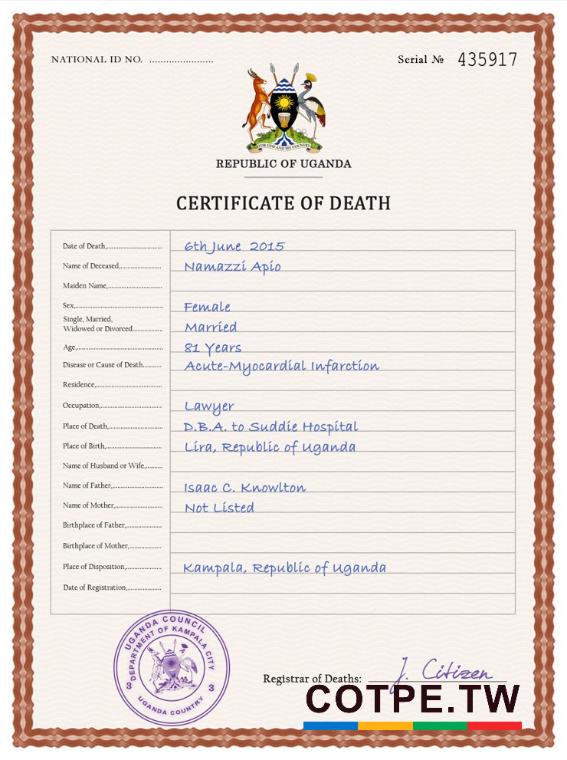 NATIONAL ID NO. ........................
Serial № 435917
REPUBLIC OF UGANDA
CERTIFICATE OF DEATH
Date of Death,........................ 6th June 2015
Name of Deceased.................. Namazzi Apio
Maiden Name,........................
Sex,........................ Female
Single, Married,
Widowed or Divorced............. Married
Age,........................ 81 Years
Disease or Cause of Death......... Acute-Myocardial Infarction
Residence,........................
Occupation,........................ Lawyer
Place of Death,........................ D.B.A. to Suddie Hospital
Place of Birth,........................ Lira, Republic of Uganda
Name of Husband or Wife,.......
Name of Father,........................ Isaac C. Knowlton
Name of Mother,........................ Not Listed
Birthplace of Father,...............
Birthplace of Mother,...............
Place of Disposition,............... Kampala, Republic of Uganda
Date of Registration,...............
UGANDA COUNCIL
DEPARTMENT OF KAMPALA CITY
3 3
UGANDA COUNTRY
Registrar of Deaths: J. Citizen
COTPE.TW